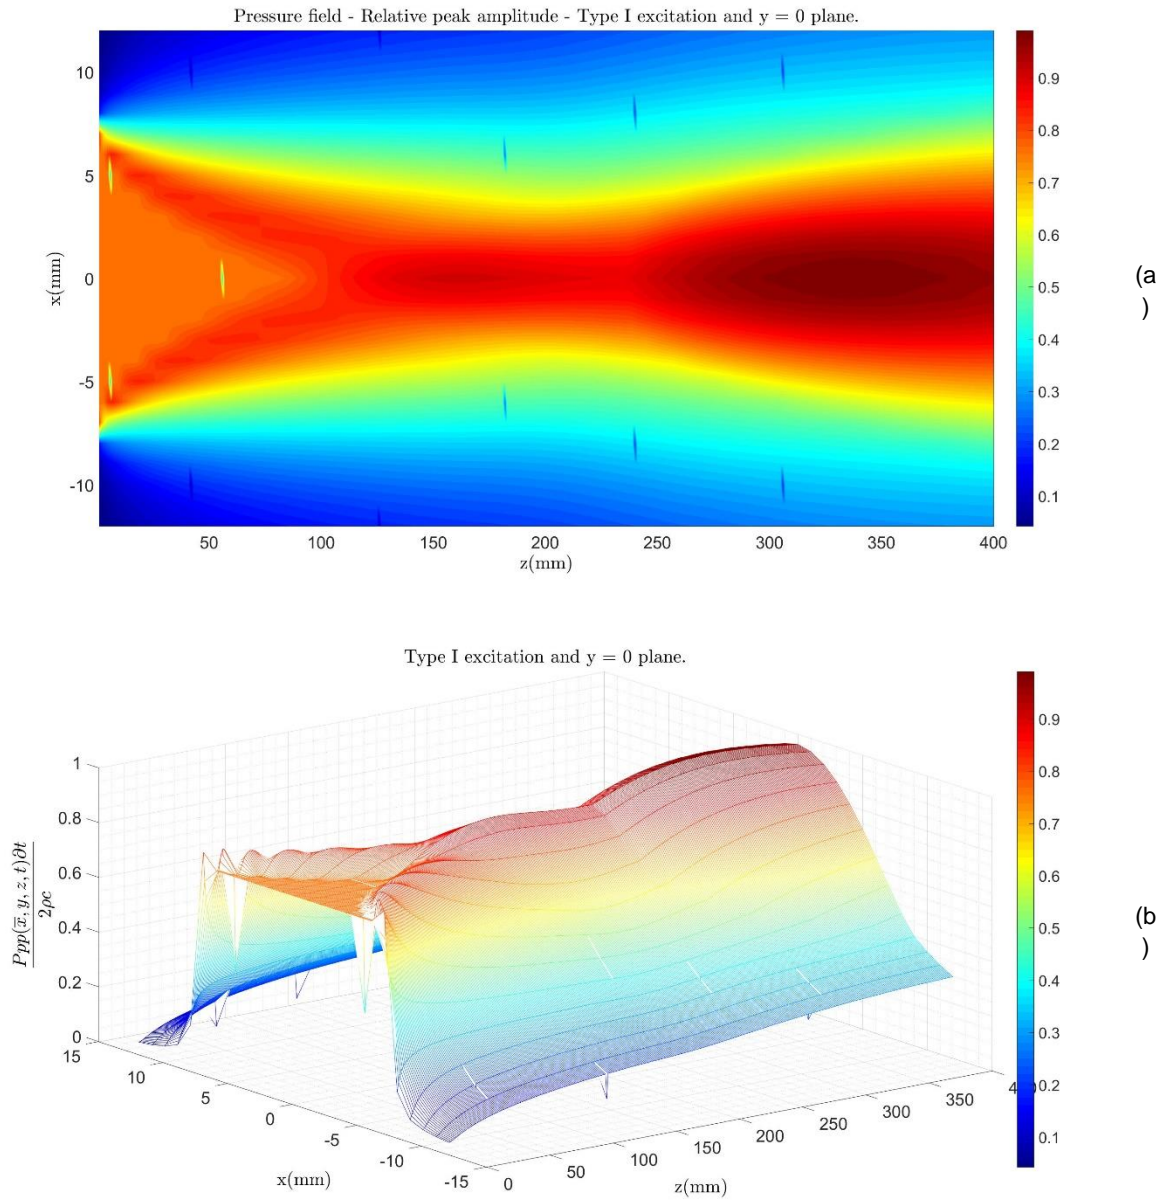 Pressure field - Relative peak amplitude - Type I excitation and y = 0 plane.
x(mm)
10
5
0
-5
-10
50 100 150 200 250 300 350 400
z(mm)
0.9
0.8
0.7
0.6
0.5
0.4
0.3
0.2
0.1
(a
)
Type I excitation and y = 0 plane.
Ppp(x̅, y, z, t)∂t
2ρc
1
0.8
0.6
0.4
0.2
0
15 10 5 0 -5 -10 -15
x(mm)
0 50 100 150 200 250 300 350
z(mm)
0.9
0.8
0.7
0.6
0.5
0.4
0.3
0.2
0.1
(b
)